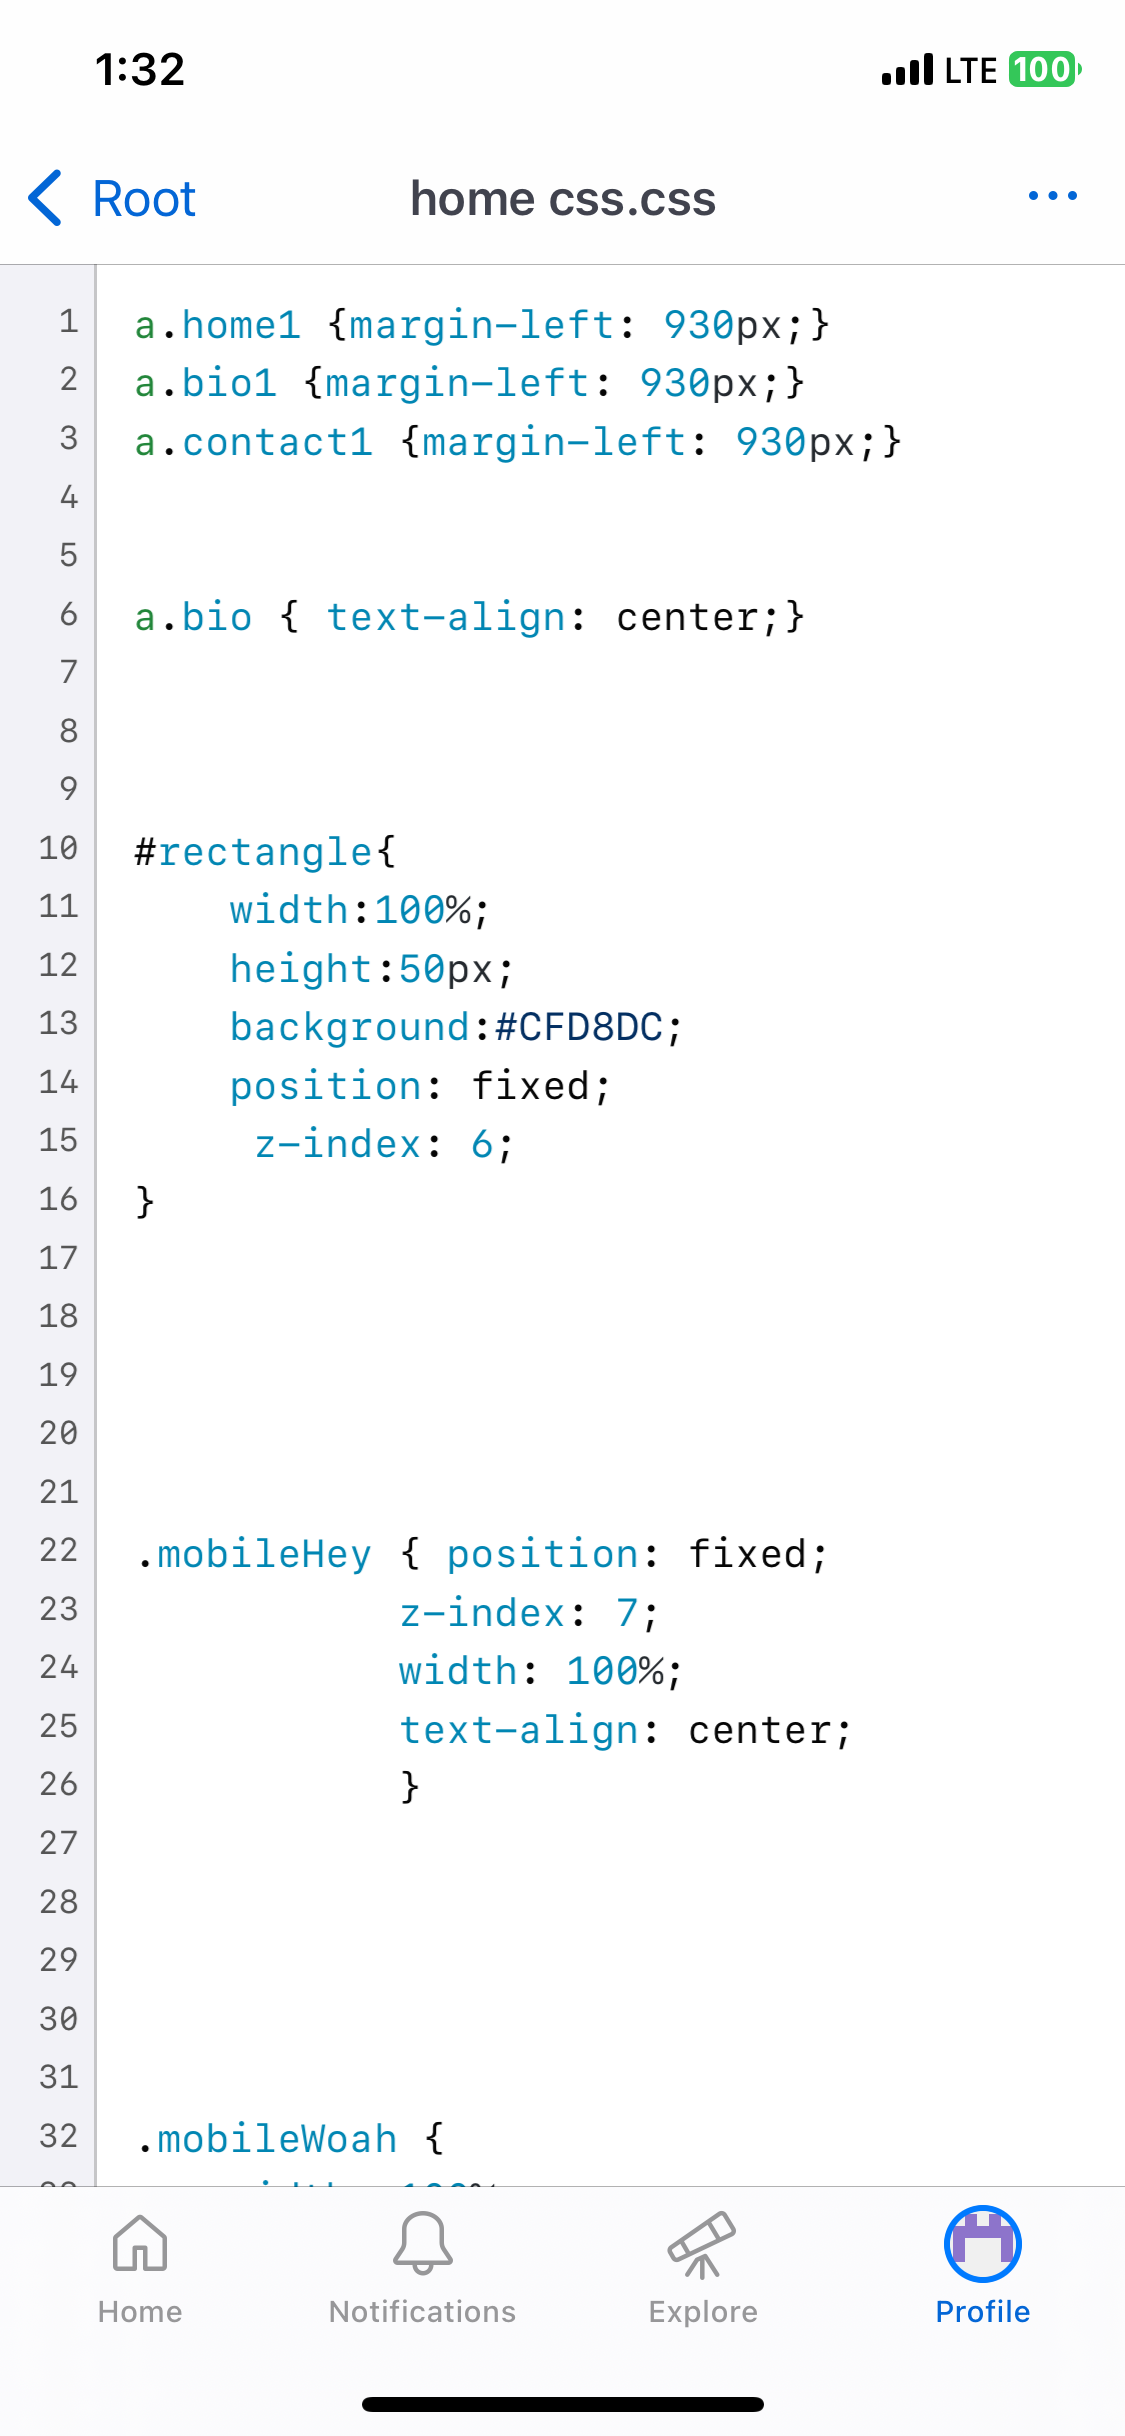 1:32
LTE 100
Root
home css.css
1 a.home1 {margin-left: 930px;}
2 a.bio1 {margin-left: 930px;}
3 a.contact1 {margin-left: 930px;}
4
5
6 a.bio { text-align: center;}
7
8
9
10 #rectangle{
11     width:100%;
12     height:50px;
13     background:#CFD8DC;
14     position: fixed;
15      z-index: 6;
16 }
17
18
19
20
21
22 .mobileHey { position: fixed;
23            z-index: 7;
24            width: 100%;
25            text-align: center;
26            }
27
28
29
30
31
32 .mobileWoah {
Home Notifications Explore Profile